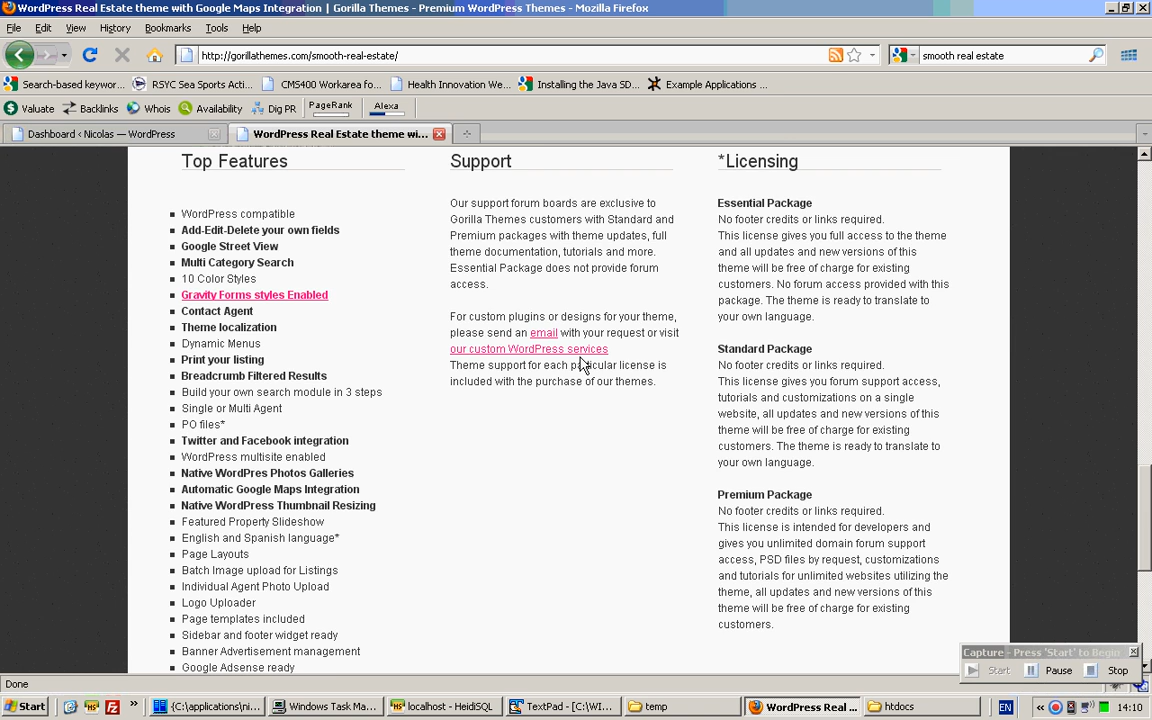 WordPress Real Estate theme with Google Maps Integration | Gorilla Themes - Premium WordPress Themes - Mozilla Firefox
File Edit View History Bookmarks Tools Help
http://gorillathemes.com/smooth-real-estate/
smooth real estate
Search-based keywor... RSYC Sea Sports Acti... CMS400 Workarea fo... Health Innovation We... Installing the Java SD... Example Applications ...
Valuate Backlinks Whois Availability Dig PR PageRank Alexa
Dashboard ‹ Nicolas — WordPress
WordPress Real Estate theme wi...
Top Features
WordPress compatible
Add-Edit-Delete your own fields
Google Street View
Multi Category Search
10 Color Styles
Gravity Forms styles Enabled
Contact Agent
Theme localization
Dynamic Menus
Print your listing
Breadcrumb Filtered Results
Build your own search module in 3 steps
Single or Multi Agent
PO files*
Twitter and Facebook integration
WordPress multisite enabled
Native WordPres Photos Galleries
Automatic Google Maps Integration
Native WordPress Thumbnail Resizing
Featured Property Slideshow
English and Spanish language*
Page Layouts
Batch Image upload for Listings
Individual Agent Photo Upload
Logo Uploader
Page templates included
Sidebar and footer widget ready
Banner Advertisement management
Google Adsense ready
Support
Our support forum boards are exclusive to
Gorilla Themes customers with Standard and
Premium packages with theme updates, full
theme documentation, tutorials and more.
Essential Package does not provide forum
access.
For custom plugins or designs for your theme,
please send an email with your request or visit
our custom WordPress services
Theme support for each particular license is
included with the purchase of our themes.
*Licensing
Essential Package
No footer credits or links required.
This license gives you full access to the theme
and all updates and new versions of this
theme will be free of charge for existing
customers. No forum access provided with this
package. The theme is ready to translate to
your own language.
Standard Package
No footer credits or links required.
This license gives you forum support access,
tutorials and customizations on a single
website, all updates and new versions of this
theme will be free of charge for existing
customers. The theme is ready to translate to
your own language.
Premium Package
No footer credits or links required.
This license is intended for developers and
gives you unlimited domain forum support
access, PSD files by request, customizations
and tutorials for unlimited websites utilizing the
theme, all updates and new versions of this
theme will be free of charge for existing
customers.
Capture - Press 'Start' to Begin
Start Pause Stop
Done
Start {C:\applications\ni... Windows Task Ma... localhost - HeidiSQL TextPad - [C:\WI... temp WordPress Real ... htdocs EN 14:10